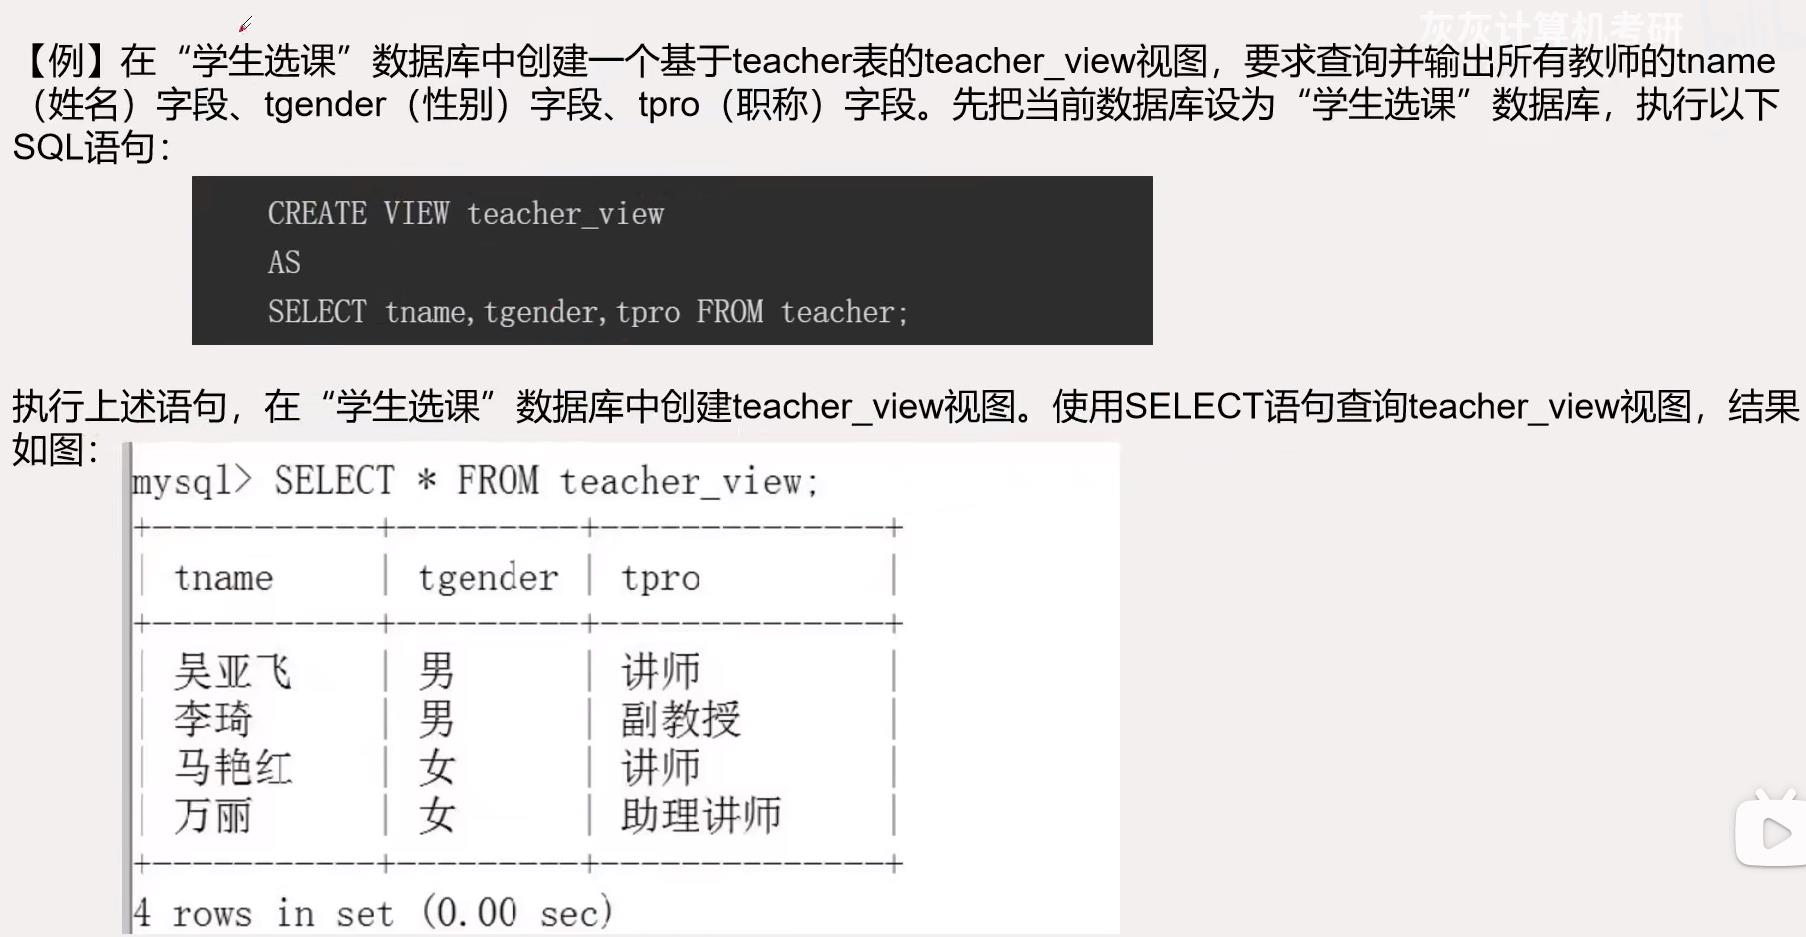 灰灰计算机考研
【例】在“学生选课”数据库中创建一个基于teacher表的teacher_view视图，要求查询并输出所有教师的tname
（姓名）字段、tgender（性别）字段、tpro（职称）字段。先把当前数据库设为“学生选课”数据库，执行以下
SQL语句：
CREATE VIEW teacher_view
AS
SELECT tname,tgender,tpro FROM teacher;
执行上述语句，在“学生选课”数据库中创建teacher_view视图。使用SELECT语句查询teacher_view视图，结果
如图：
mysql> SELECT * FROM teacher_view;
+-----------+---------+--------------+
| tname | tgender | tpro |
+-----------+---------+--------------+
| 吴亚飞 | 男 | 讲师 |
| 李琦 | 男 | 副教授 |
| 马艳红 | 女 | 讲师 |
| 万丽 | 女 | 助理讲师 |
+-----------+---------+--------------+
4 rows in set (0.00 sec)